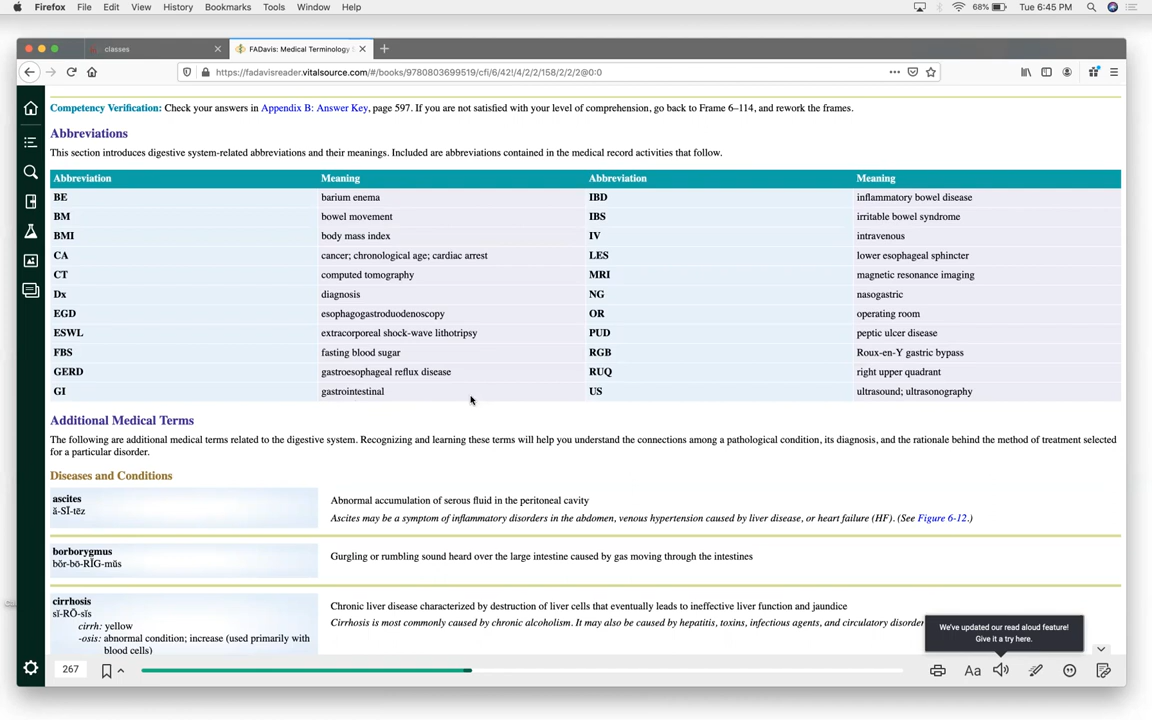 Firefox File Edit View History Bookmarks Tools Window Help 68% Tue 6:45 PM
classes FADavis: Medical Terminology
https://fadavisreader.vitalsource.com/#/books/9780803699519/cfi/6/42!/4/2/2/158/2/2/2@0:0
Competency Verification: Check your answers in Appendix B: Answer Key, page 597. If you are not satisfied with your level of comprehension, go back to Frame 6–114, and rework the frames.
Abbreviations
This section introduces digestive system-related abbreviations and their meanings. Included are abbreviations contained in the medical record activities that follow.
Abbreviation Meaning Abbreviation Meaning
BE barium enema IBD inflammatory bowel disease
BM bowel movement IBS irritable bowel syndrome
BMI body mass index IV intravenous
CA cancer; chronological age; cardiac arrest LES lower esophageal sphincter
CT computed tomography MRI magnetic resonance imaging
Dx diagnosis NG nasogastric
EGD esophagogastroduodenoscopy OR operating room
ESWL extracorporeal shock-wave lithotripsy PUD peptic ulcer disease
FBS fasting blood sugar RGB Roux-en-Y gastric bypass
GERD gastroesophageal reflux disease RUQ right upper quadrant
GI gastrointestinal US ultrasound; ultrasonography
Additional Medical Terms
The following are additional medical terms related to the digestive system. Recognizing and learning these terms will help you understand the connections among a pathological condition, its diagnosis, and the rationale behind the method of treatment selected
for a particular disorder.
Diseases and Conditions
ascites Abnormal accumulation of serous fluid in the peritoneal cavity
ă-SĪ-tēz
Ascites may be a symptom of inflammatory disorders in the abdomen, venous hypertension caused by liver disease, or heart failure (HF). (See Figure 6-12.)
borborygmus Gurgling or rumbling sound heard over the large intestine caused by gas moving through the intestines
bŏr-bō-RĬG-mŭs
cirrhosis Chronic liver disease characterized by destruction of liver cells that eventually leads to ineffective liver function and jaundice
sĭ-RŌ-sĭs
Cirrhosis is most commonly caused by chronic alcoholism. It may also be caused by hepatitis, toxins, infectious agents, and circulatory disorder
cirrh: yellow
-osis: abnormal condition; increase (used primarily with
blood cells)
We've updated our read aloud feature!
Give it a try here.
267 Aa